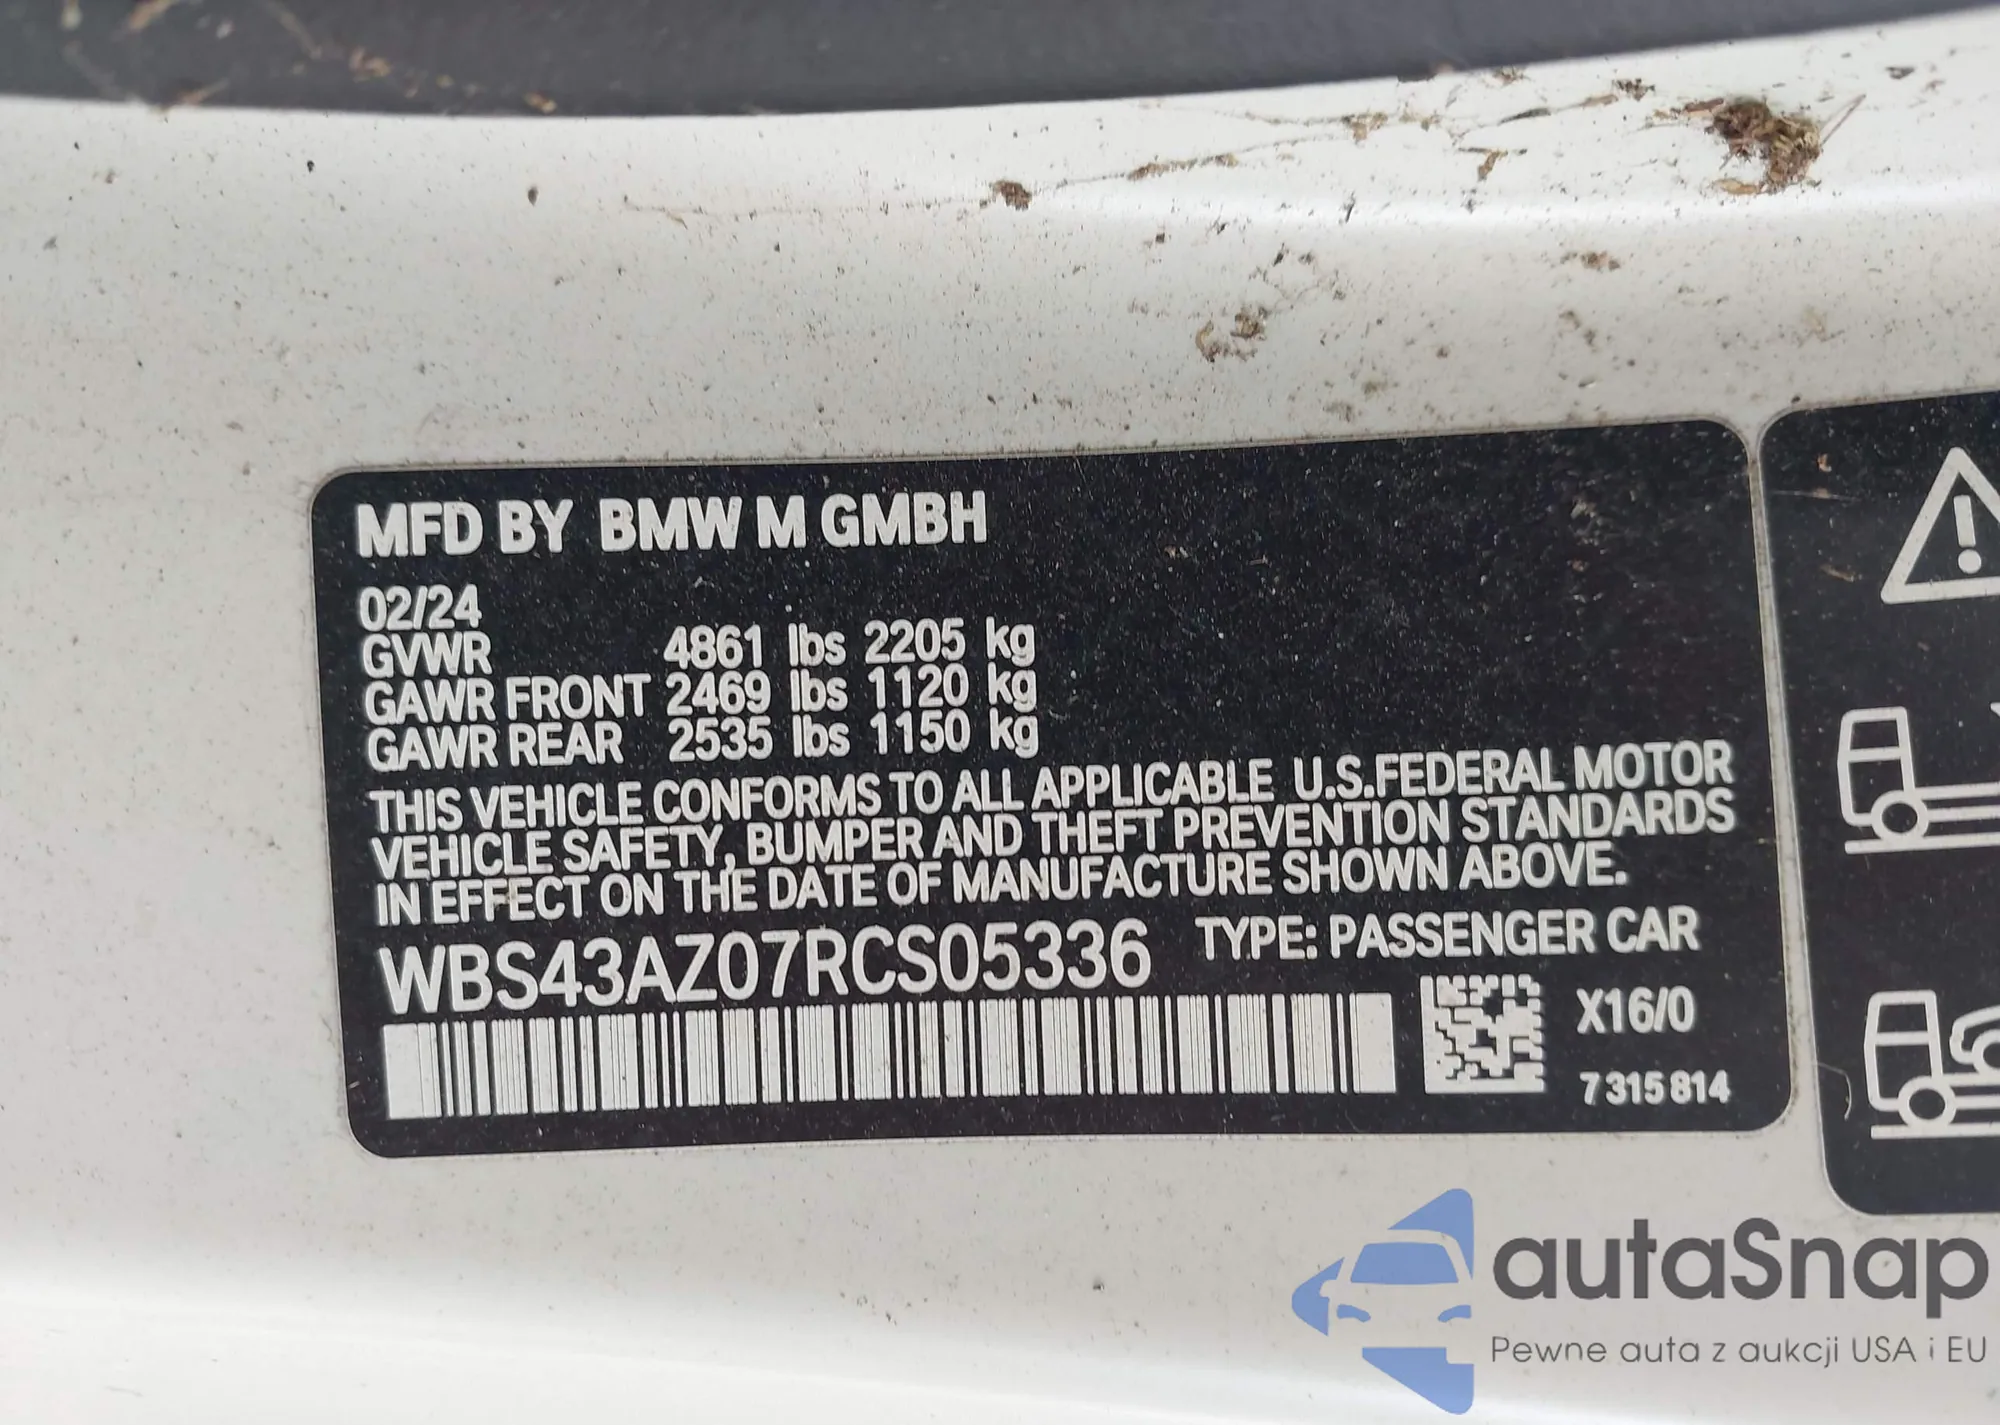 MFD BY BMW M GMBH
02/24
GVWR 4861 lbs 2205 kg
GAWR FRONT 2469 lbs 1120 kg
GAWR REAR 2535 lbs 1150 kg
THIS VEHICLE CONFORMS TO ALL APPLICABLE U.S.FEDERAL MOTOR
VEHICLE SAFETY, BUMPER AND THEFT PREVENTION STANDARDS
IN EFFECT ON THE DATE OF MANUFACTURE SHOWN ABOVE.
WBS43AZ07RCS05336 TYPE: PASSENGER CAR
X16/0
7 315 814
autaSnap
Pewne auta z aukcji USA i EU